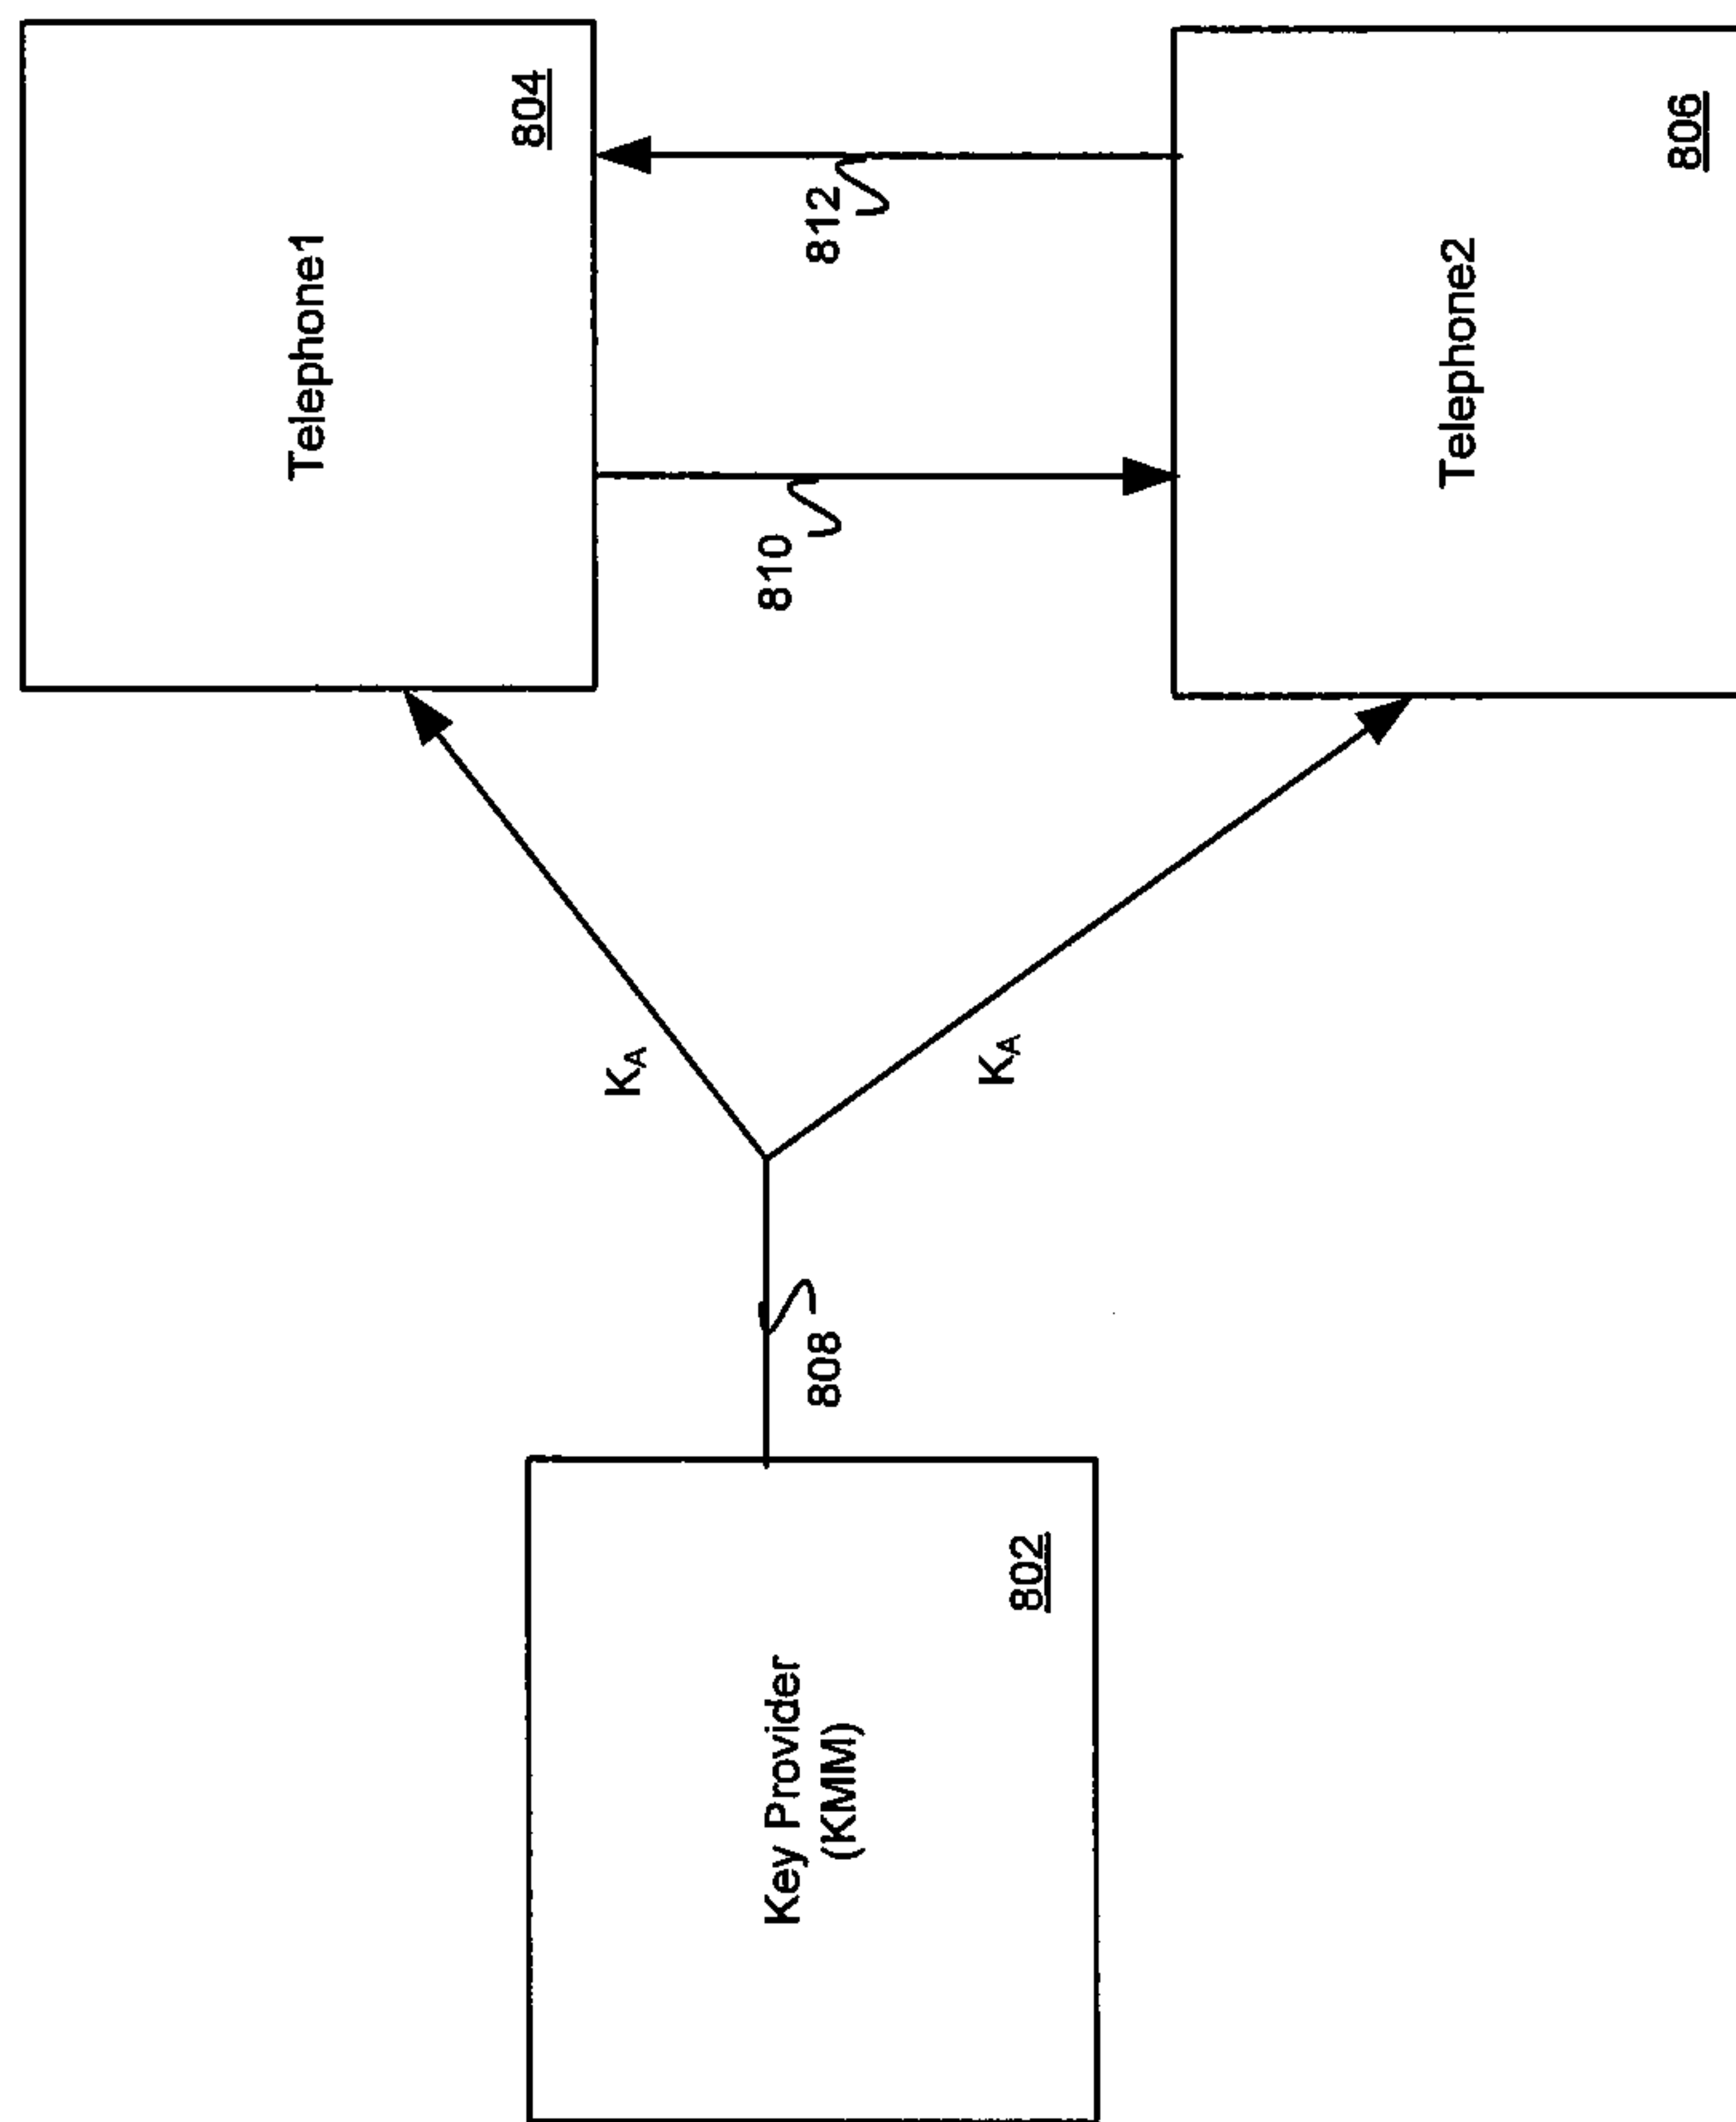 Telephone1
804
812
810
Telephone2
806
KA
KA
808
Key Provider
(KMM)
802